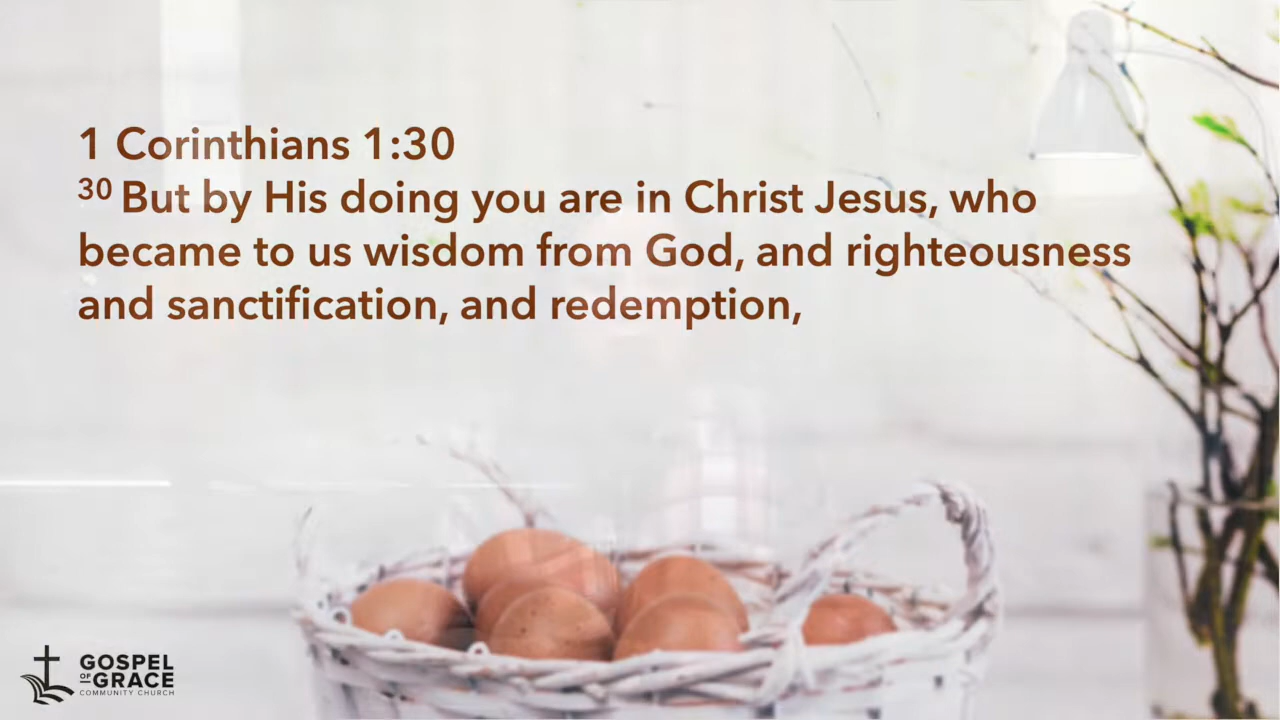 1 Corinthians 1:30
30 But by His doing you are in Christ Jesus, who
became to us wisdom from God, and righteousness
and sanctification, and redemption,
GOSPEL
OF GRACE
COMMUNITY CHURCH